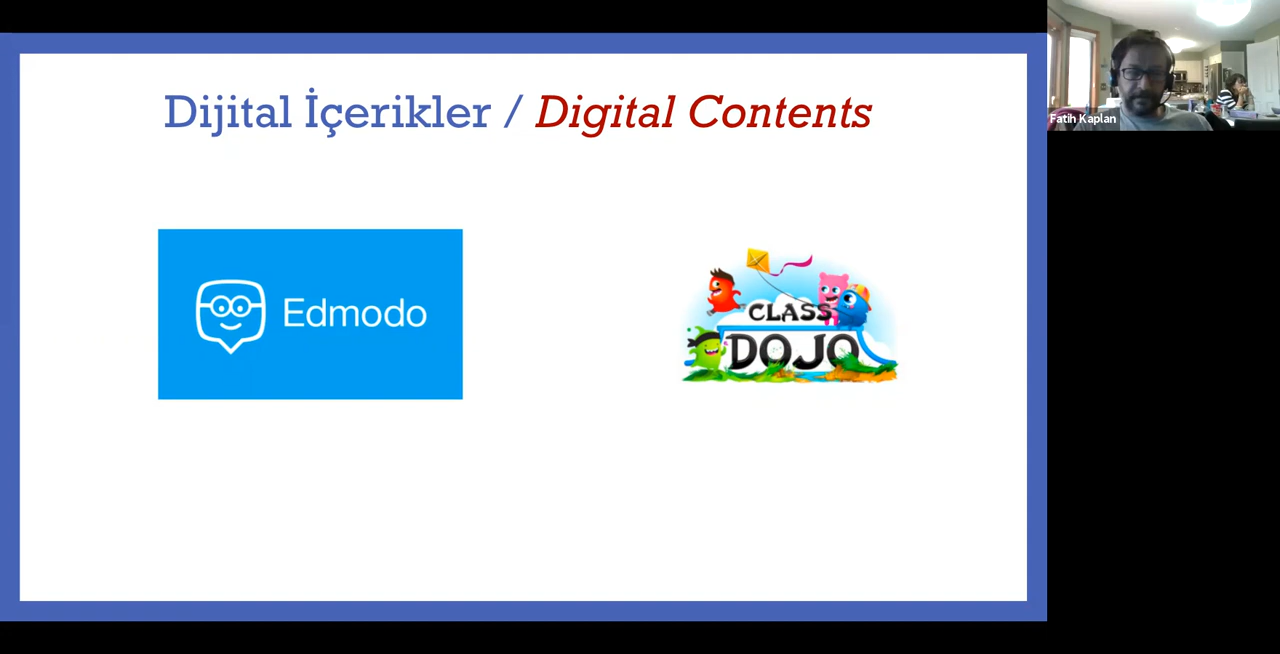 Dijital İçerikler / Digital Contents
Edmodo
CLASS
DOJO
Fatih Kaplan